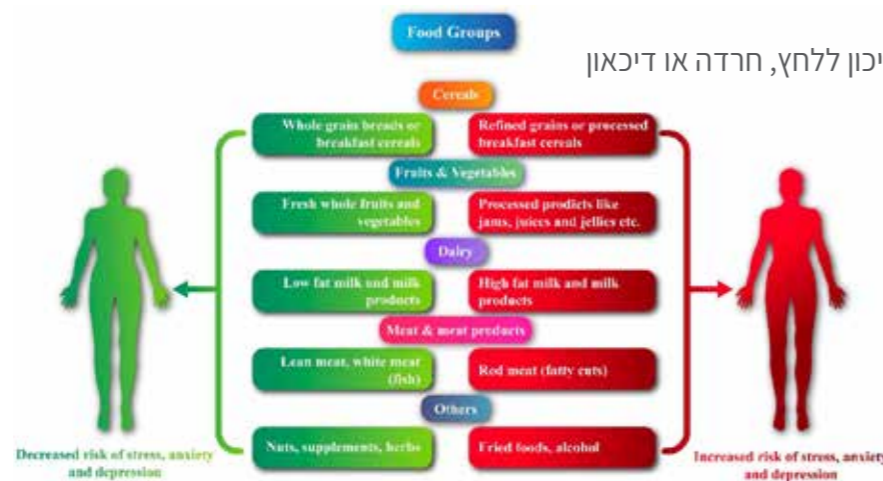 Food Groups
יכון ללחץ, חרדה או דיכאון
Cereals
Whole grain breads or
breakfast cereals
Refined grains or processed
breakfast cereals
Fruits & Vegetables
Fresh whole fruits and
vegetables
Processed prodicts like
jams, juices and jellies etc.
Dairy
Low fat milk and milk
products
High fat milk and milk
products
Meat & meat products
Lean meat, white meat
(fish)
Red meat (fatty cuts)
Others
Nuts, supplements, herbs
Fried foods, alcohol
Decreased risk of stress, anxiety
and depression
Increased risk of stress, anxiety
and depression